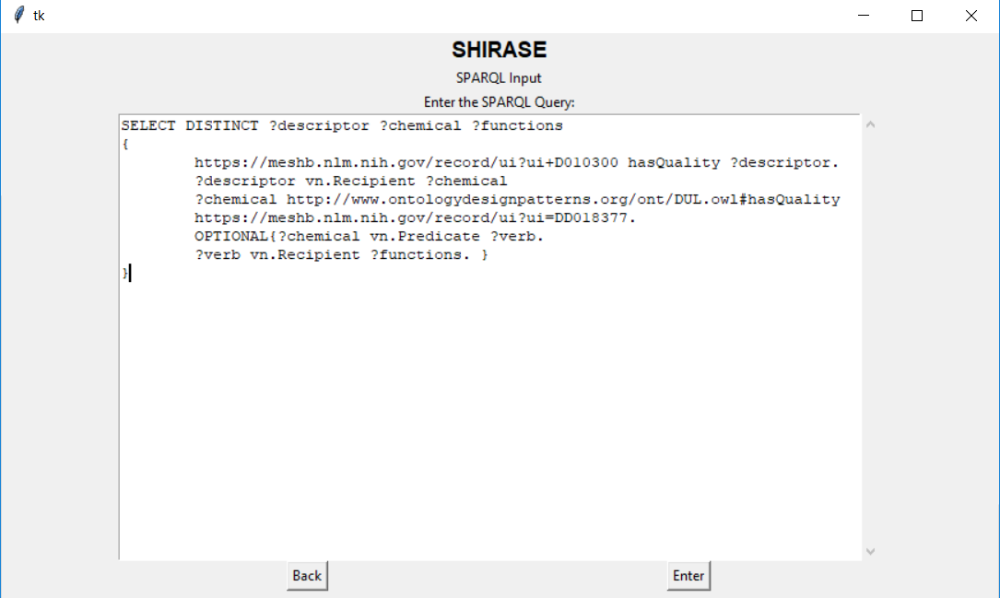 tk
SHIRASE
SPARQL Input
Enter the SPARQL Query:
SELECT DISTINCT ?descriptor ?chemical ?functions
{
https://meshb.nlm.nih.gov/record/ui?ui+D010300 hasQuality ?descriptor.
?descriptor vn.Recipient ?chemical
?chemical http://www.ontologydesignpatterns.org/ont/DUL.owl#hasQuality
https://meshb.nlm.nih.gov/record/ui?ui=DD018377.
OPTIONAL{?chemical vn.Predicate ?verb.
?verb vn.Recipient ?functions. }
}
Back Enter